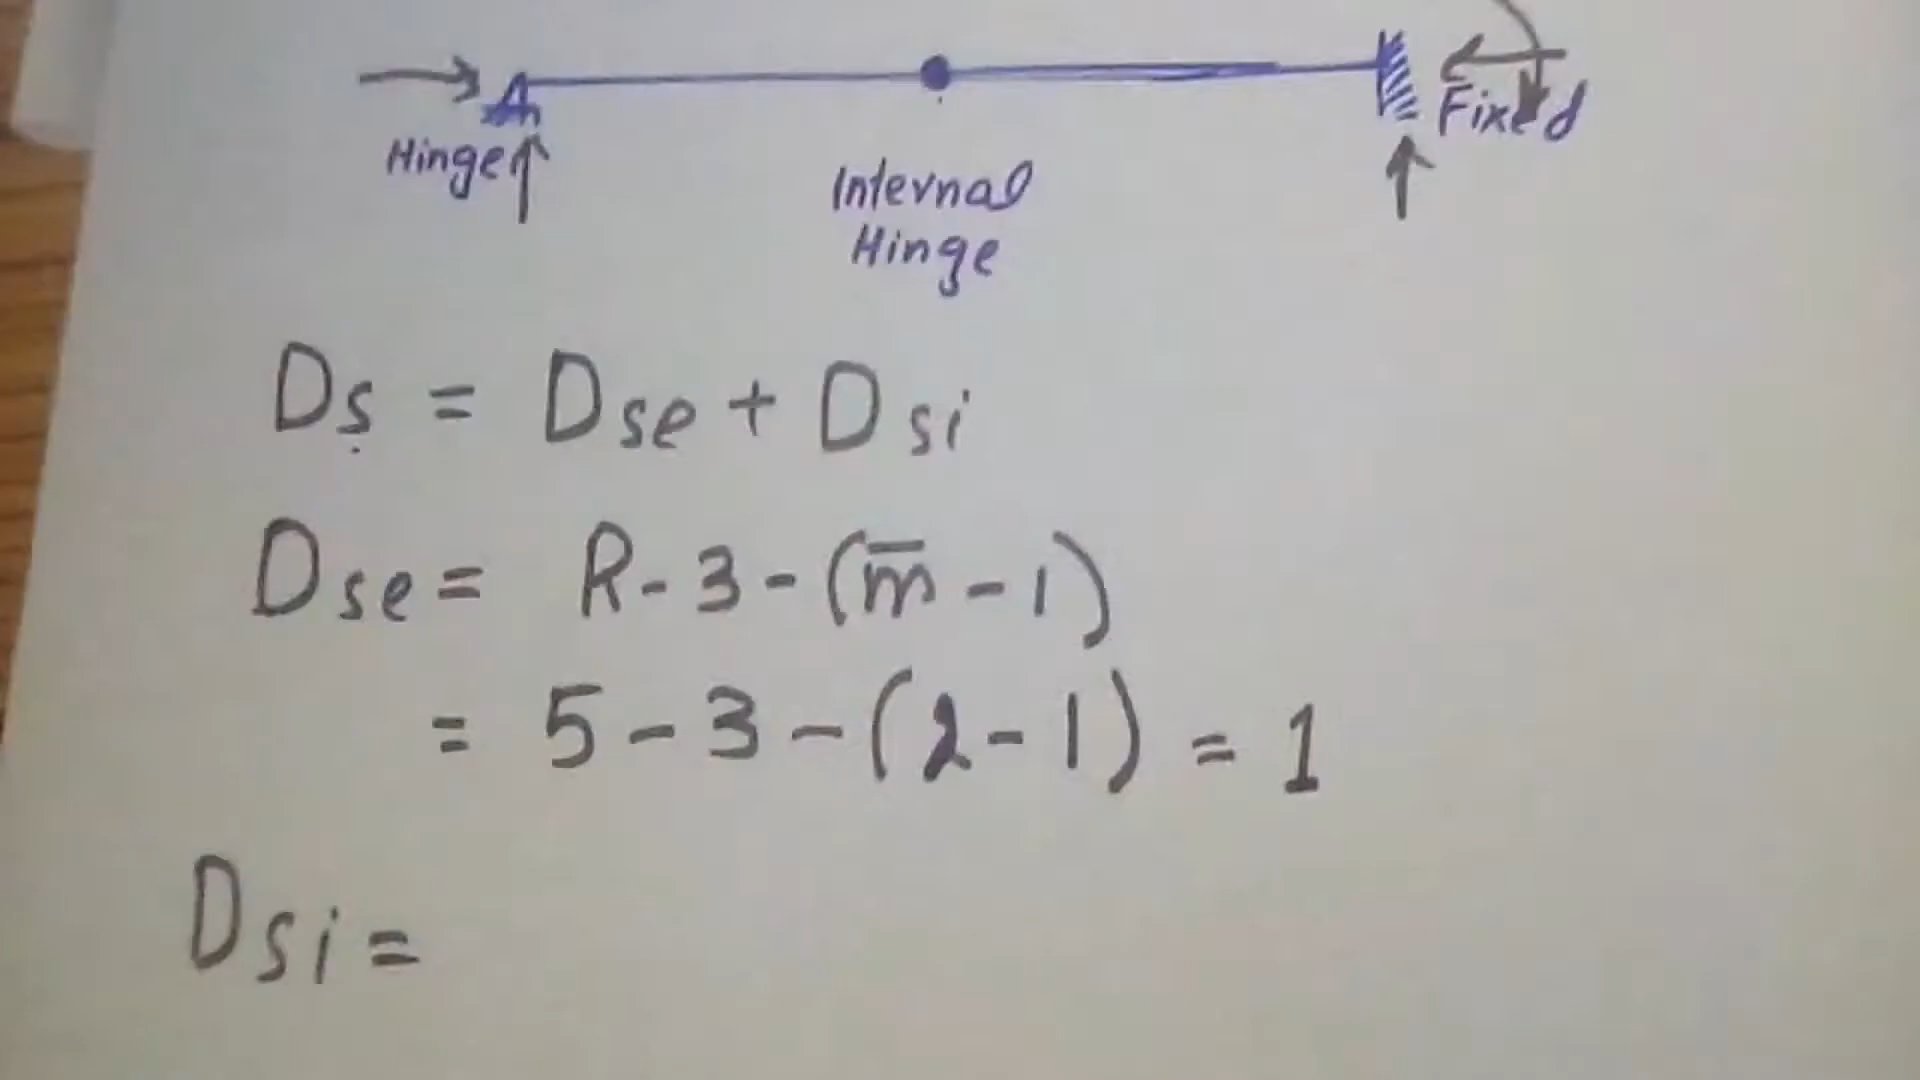 Hinge
Fixed
Internal
Hinge
Ds = Dse + Dsi
Dse = R - 3 - (m̅ - 1)
= 5 - 3 - (2 - 1) = 1
Dsi =